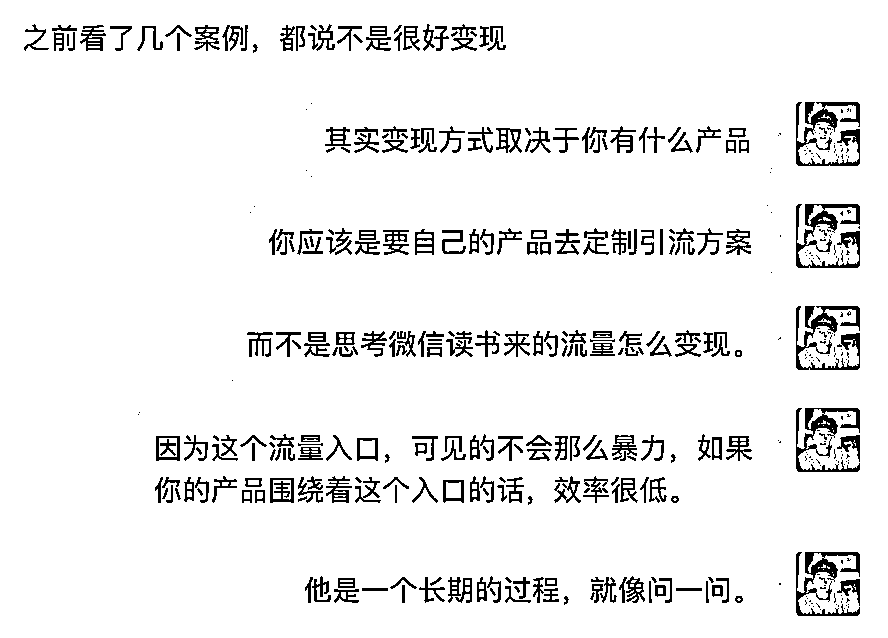 之前看了几个案例，都说不是很好变现
其实变现方式取决于你有什么产品
你应该是要自己的产品去定制引流方案
而不是思考微信读书来的流量怎么变现。
因为这个流量入口，可见的不会那么暴力，如果
你的产品围绕着这个入口的话，效率很低。
他是一个长期的过程，就像问一问。